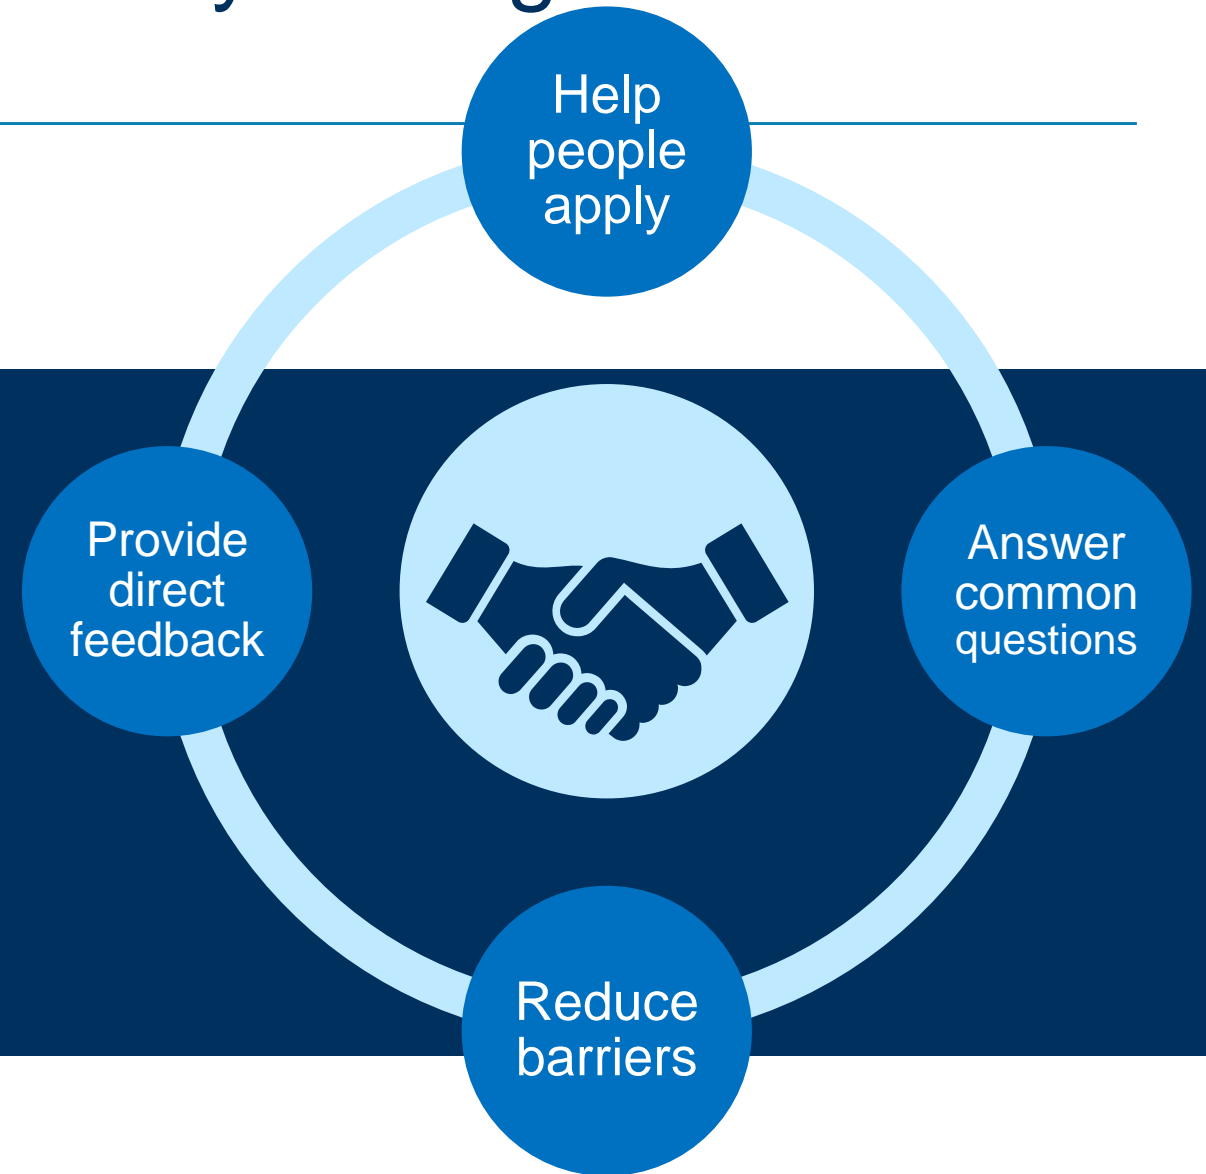 Help
people
apply
Provide
direct
feedback
Answer
common
questions
Reduce
barriers